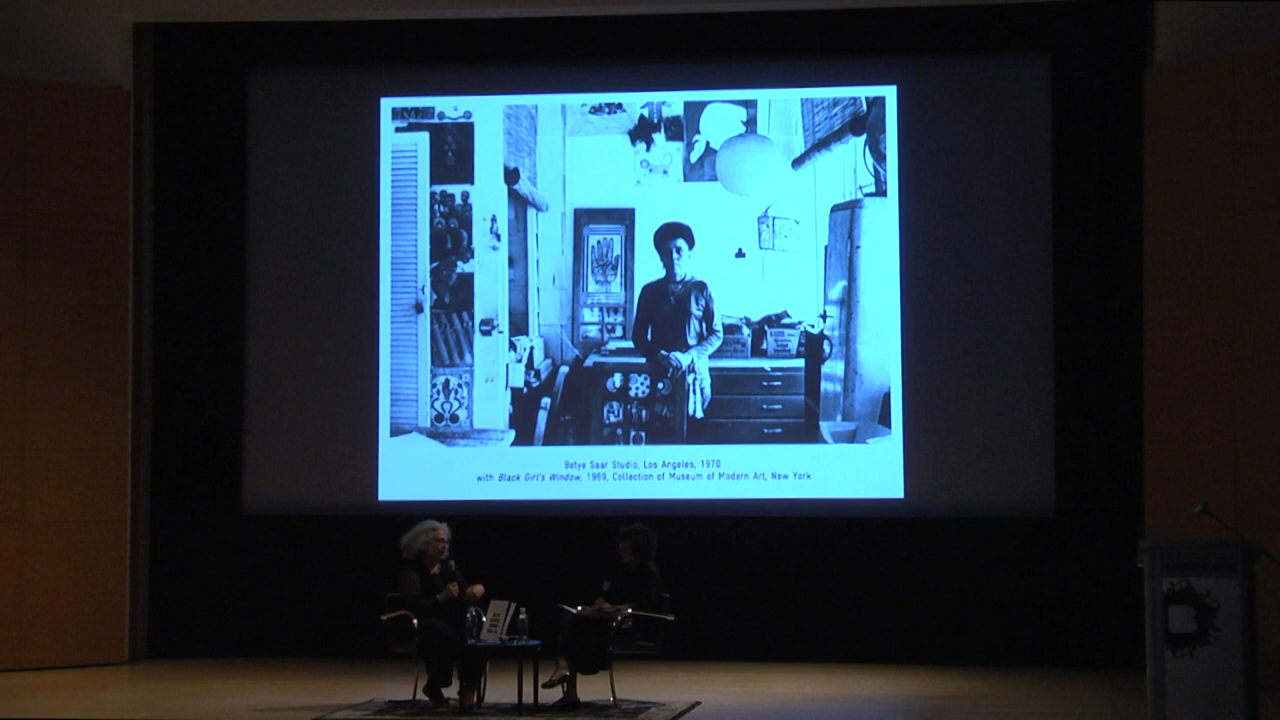 Betye Saar Studio, Los Angeles, 1970
with Black Girl's Window, 1969, Collection of Museum of Modern Art, New York